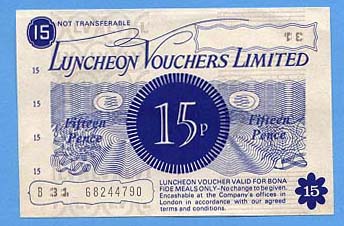 15
NOT TRANSFERABLE
31
LUNCHEON VOUCHERS LIMITED
15
15
Fifteen
Pence
15p
Fifteen
Pence
15
15
B 31 68244790
LUNCHEON VOUCHER VALID FOR BONA
FIDE MEALS ONLY–No change to be given.
Encashable at the Company's offices in
London in accordance with our agreed
terms and conditions.
15